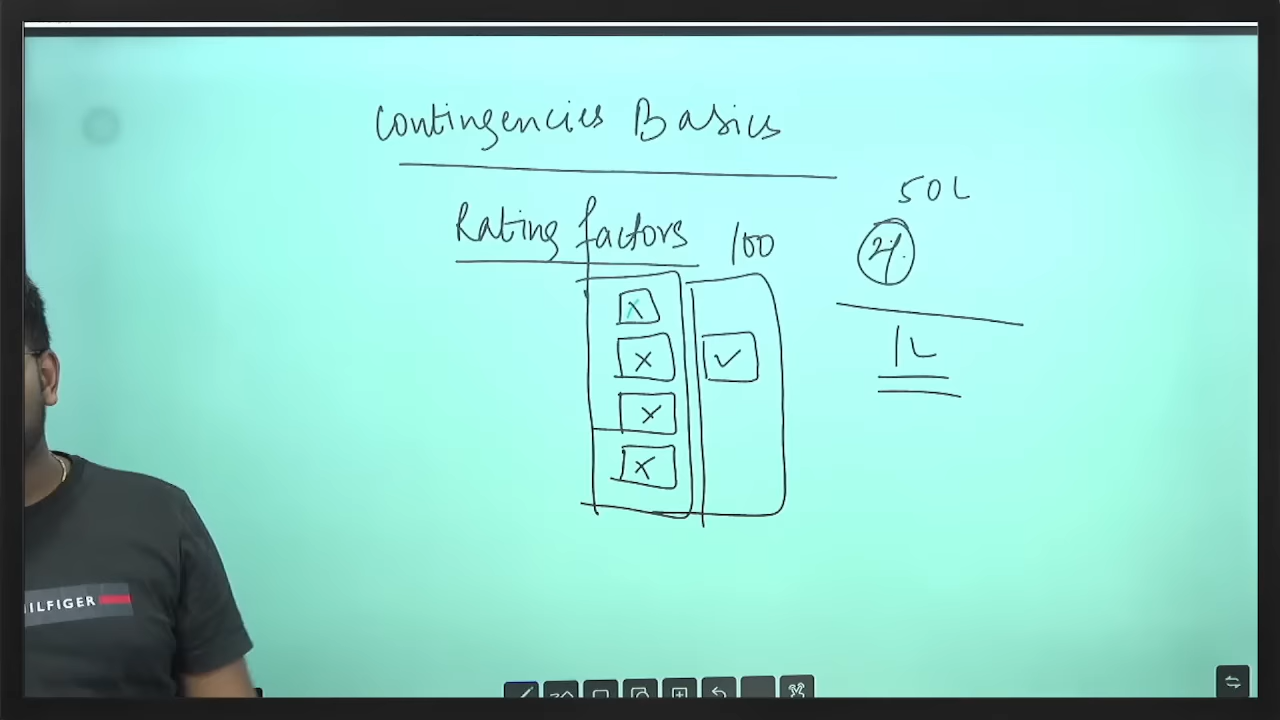 Contingencies Basics
Rating factors 100
50L
2%
1L
HILFIGER